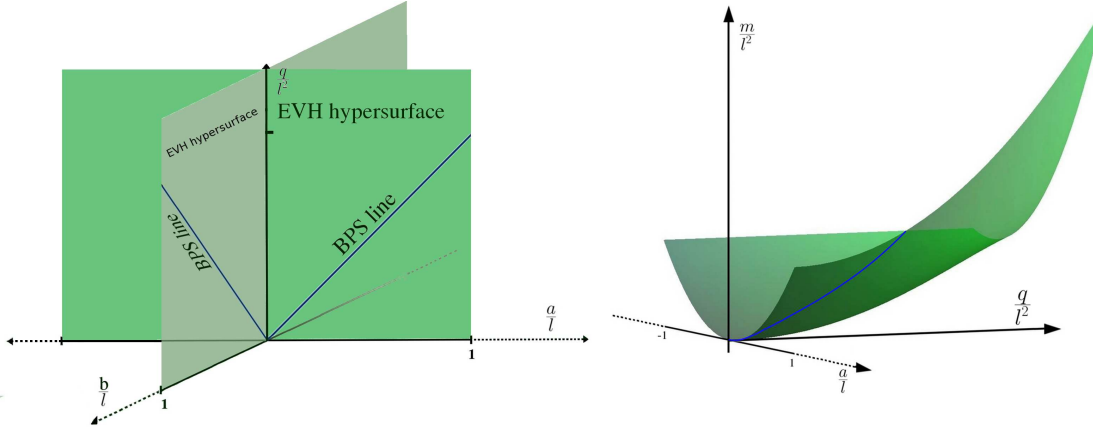 q
l²
EVH hypersurface
EVH hypersurface
BPS line
BPS line
a
l
1
b
l
1
m
l²
q
l²
-1
1
a
l